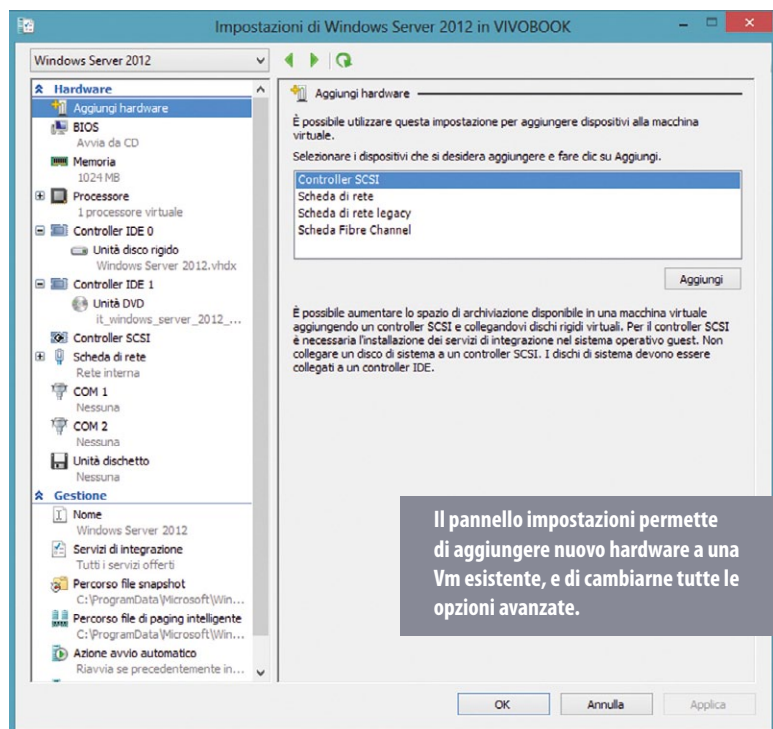 Impostazioni di Windows Server 2012 in VIVOBOOK
Windows Server 2012
Hardware
Aggiungi hardware
BIOS
Avvia da CD
Memoria
1024 MB
Processore
1 processore virtuale
Controller IDE 0
Unità disco rigido
Windows Server 2012.vhdx
Controller IDE 1
Unità DVD
it_windows_server_2012_...
Controller SCSI
Scheda di rete
Rete interna
COM 1
Nessuna
COM 2
Nessuna
Unità dischetto
Nessuna
Gestione
Nome
Windows Server 2012
Servizi di integrazione
Tutti i servizi offerti
Percorso file snapshot
C:\ProgramData\Microsoft\Win...
Percorso file di paging intelligente
C:\ProgramData\Microsoft\Win...
Azione avvio automatico
Riavvia se precedentemente in...
Aggiungi hardware
È possibile utilizzare questa impostazione per aggiungere dispositivi alla macchina
virtuale.
Selezionare i dispositivi che si desidera aggiungere e fare clic su Aggiungi.
Controller SCSI
Scheda di rete
Scheda di rete legacy
Scheda Fibre Channel
Aggiungi
È possibile aumentare lo spazio di archiviazione disponibile in una macchina virtuale
aggiungendo un controller SCSI e collegandovi dischi rigidi virtuali. Per il controller SCSI
è necessaria l'installazione dei servizi di integrazione nel sistema operativo guest. Non
collegare un disco di sistema a un controller SCSI. I dischi di sistema devono essere
collegati a un controller IDE.
Il pannello impostazioni permette
di aggiungere nuovo hardware a una
Vm esistente, e di cambiarne tutte le
opzioni avanzate.
OK
Annulla
Applica